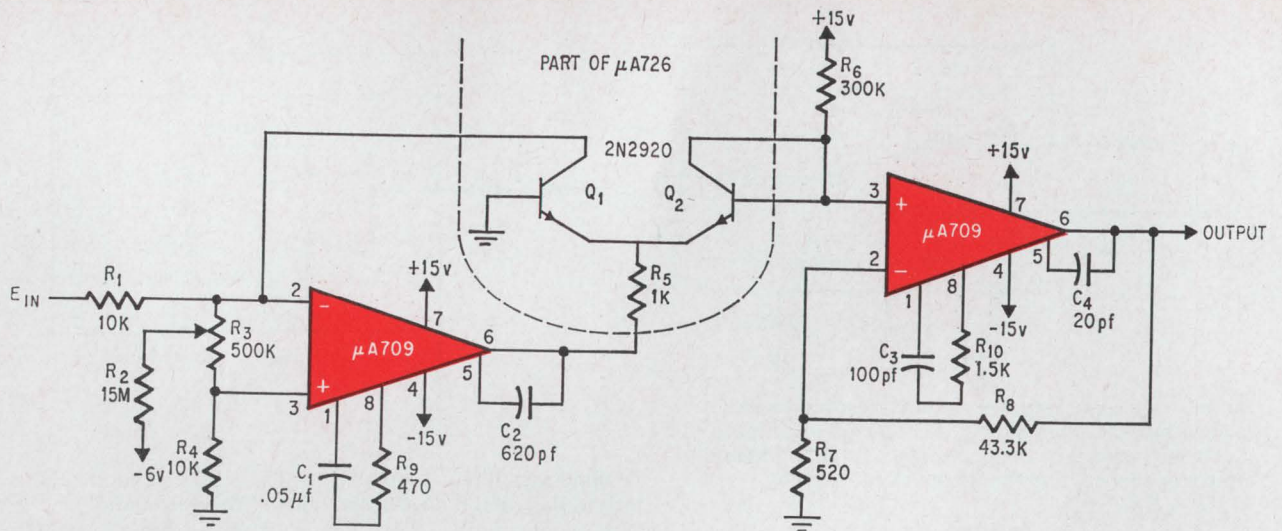 PART OF µA726
+15v
R6
300K
2N2920
Q1
Q2
+15v
3
+
7
µA709
6
OUTPUT
2
−
1
8
4
5
C4
20pf
-15v
R5
1K
C3
100pf
R10
1.5K
R8
43.3K
R7
520
EIN
R1
10K
+15v
2
−
7
µA709
6
R3
500K
R2
15M
-6v
3
+
1
8
4
5
-15v
C2
620pf
R4
10K
C1
.05µf
R9
470